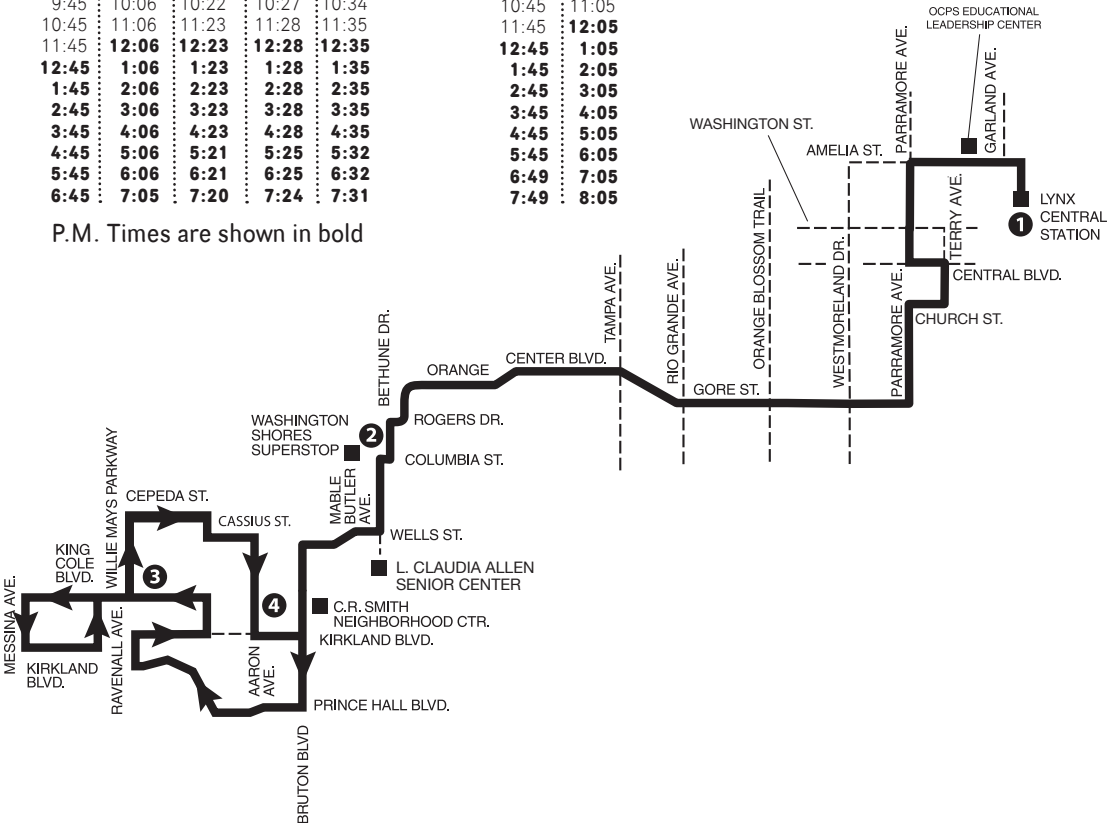 9:45 10:06 10:22 10:27 10:34
10:45 11:06 11:23 11:28 11:35
11:45 12:06 12:23 12:28 12:35
12:45 1:06 1:23 1:28 1:35
1:45 2:06 2:23 2:28 2:35
2:45 3:06 3:23 3:28 3:35
3:45 4:06 4:23 4:28 4:35
4:45 5:06 5:21 5:25 5:32
5:45 6:06 6:21 6:25 6:32
6:45 7:05 7:20 7:24 7:31
P.M. Times are shown in bold
10:45 11:05
11:45 12:05
12:45 1:05
1:45 2:05
2:45 3:05
3:45 4:05
4:45 5:05
5:45 6:05
6:49 7:05
7:49 8:05
OCPS EDUCATIONAL
LEADERSHIP CENTER
PARRAMORE AVE.
GARLAND AVE.
WASHINGTON ST.
AMELIA ST.
TERRY AVE.
LYNX
1 CENTRAL
STATION
ORANGE BLOSSOM TRAIL
WESTMORELAND DR.
CENTRAL BLVD.
PARRAMORE AVE.
CHURCH ST.
TAMPA AVE.
RIO GRANDE AVE.
GORE ST.
CENTER BLVD.
ORANGE
BETHUNE DR.
ROGERS DR.
WASHINGTON
SHORES
SUPERSTOP
2
COLUMBIA ST.
MABLE
BUTLER
AVE.
WELLS ST.
L. CLAUDIA ALLEN
SENIOR CENTER
WILLIE MAYS PARKWAY
CEPEDA ST.
CASSIUS ST.
KING
COLE
BLVD.
3
4
C.R. SMITH
NEIGHBORHOOD CTR.
KIRKLAND BLVD.
MESSINA AVE.
KIRKLAND
BLVD.
RAVENALL AVE.
AARON
AVE.
PRINCE HALL BLVD.
BRUTON BLVD